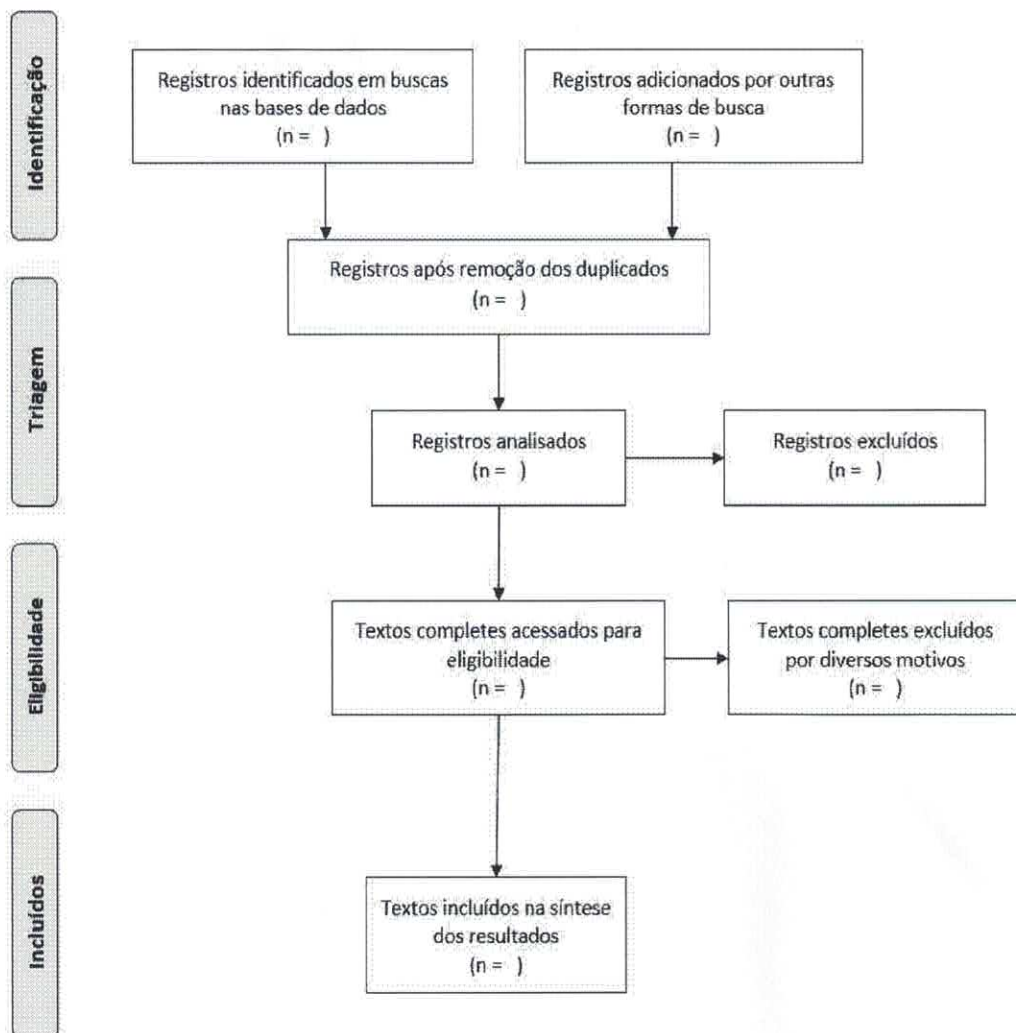 Identificação
Registros identificados em buscas
nas bases de dados
(n =  )
Registros adicionados por outras
formas de busca
(n =  )
Registros após remoção dos duplicados
(n =  )
Triagem
Registros analisados
(n =  )
Registros excluídos
(n =  )
Eligibilidade
Textos completes acessados para
eligibilidade
(n =  )
Textos completes excluídos
por diversos motivos
(n =  )
Incluídos
Textos incluídos na síntese
dos resultados
(n =  )